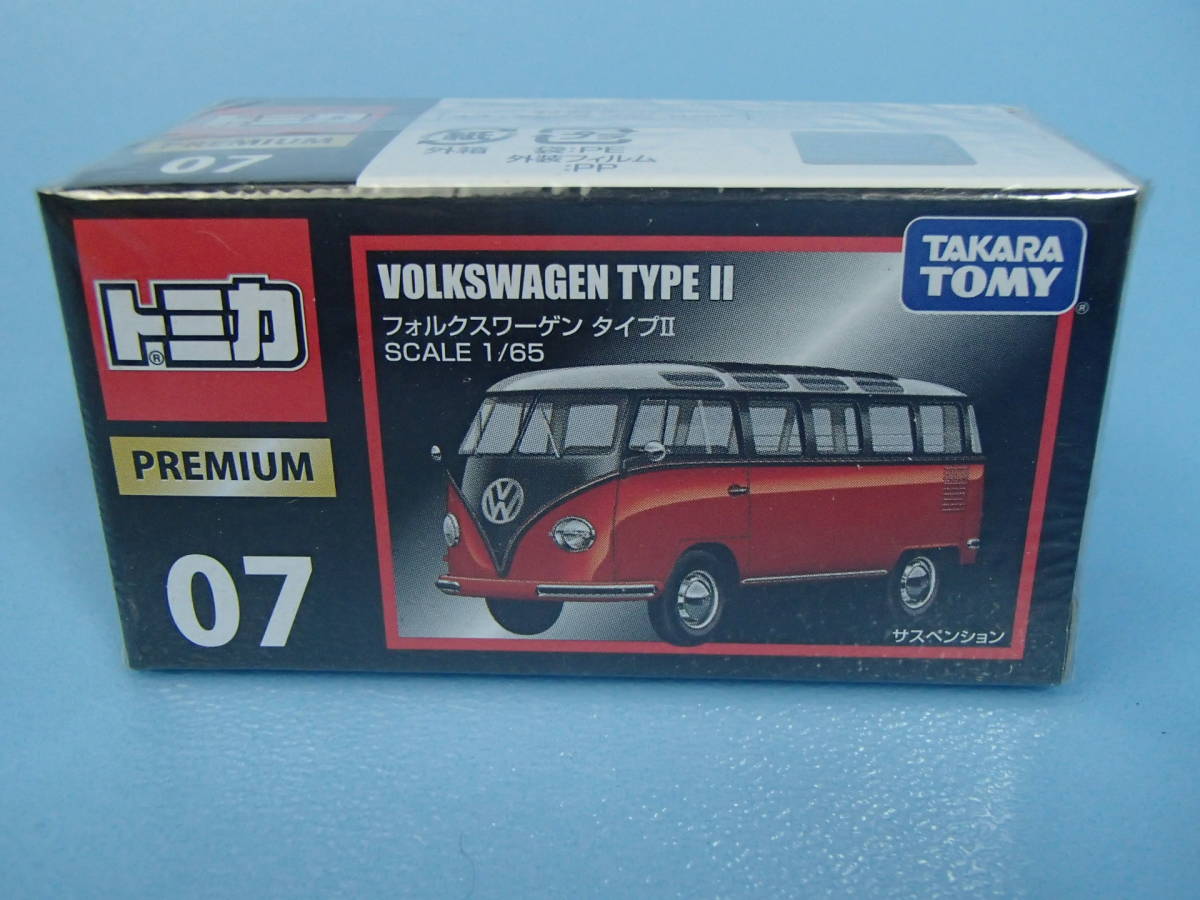 PREMIUM
07
紙
プラ
外箱
袋:PE
外装フィルム
:PP
トミカ®
PREMIUM
07
VOLKSWAGEN TYPE II
フォルクスワーゲン タイプⅡ
SCALE 1/65
TAKARA
TOMY®
サスペンション